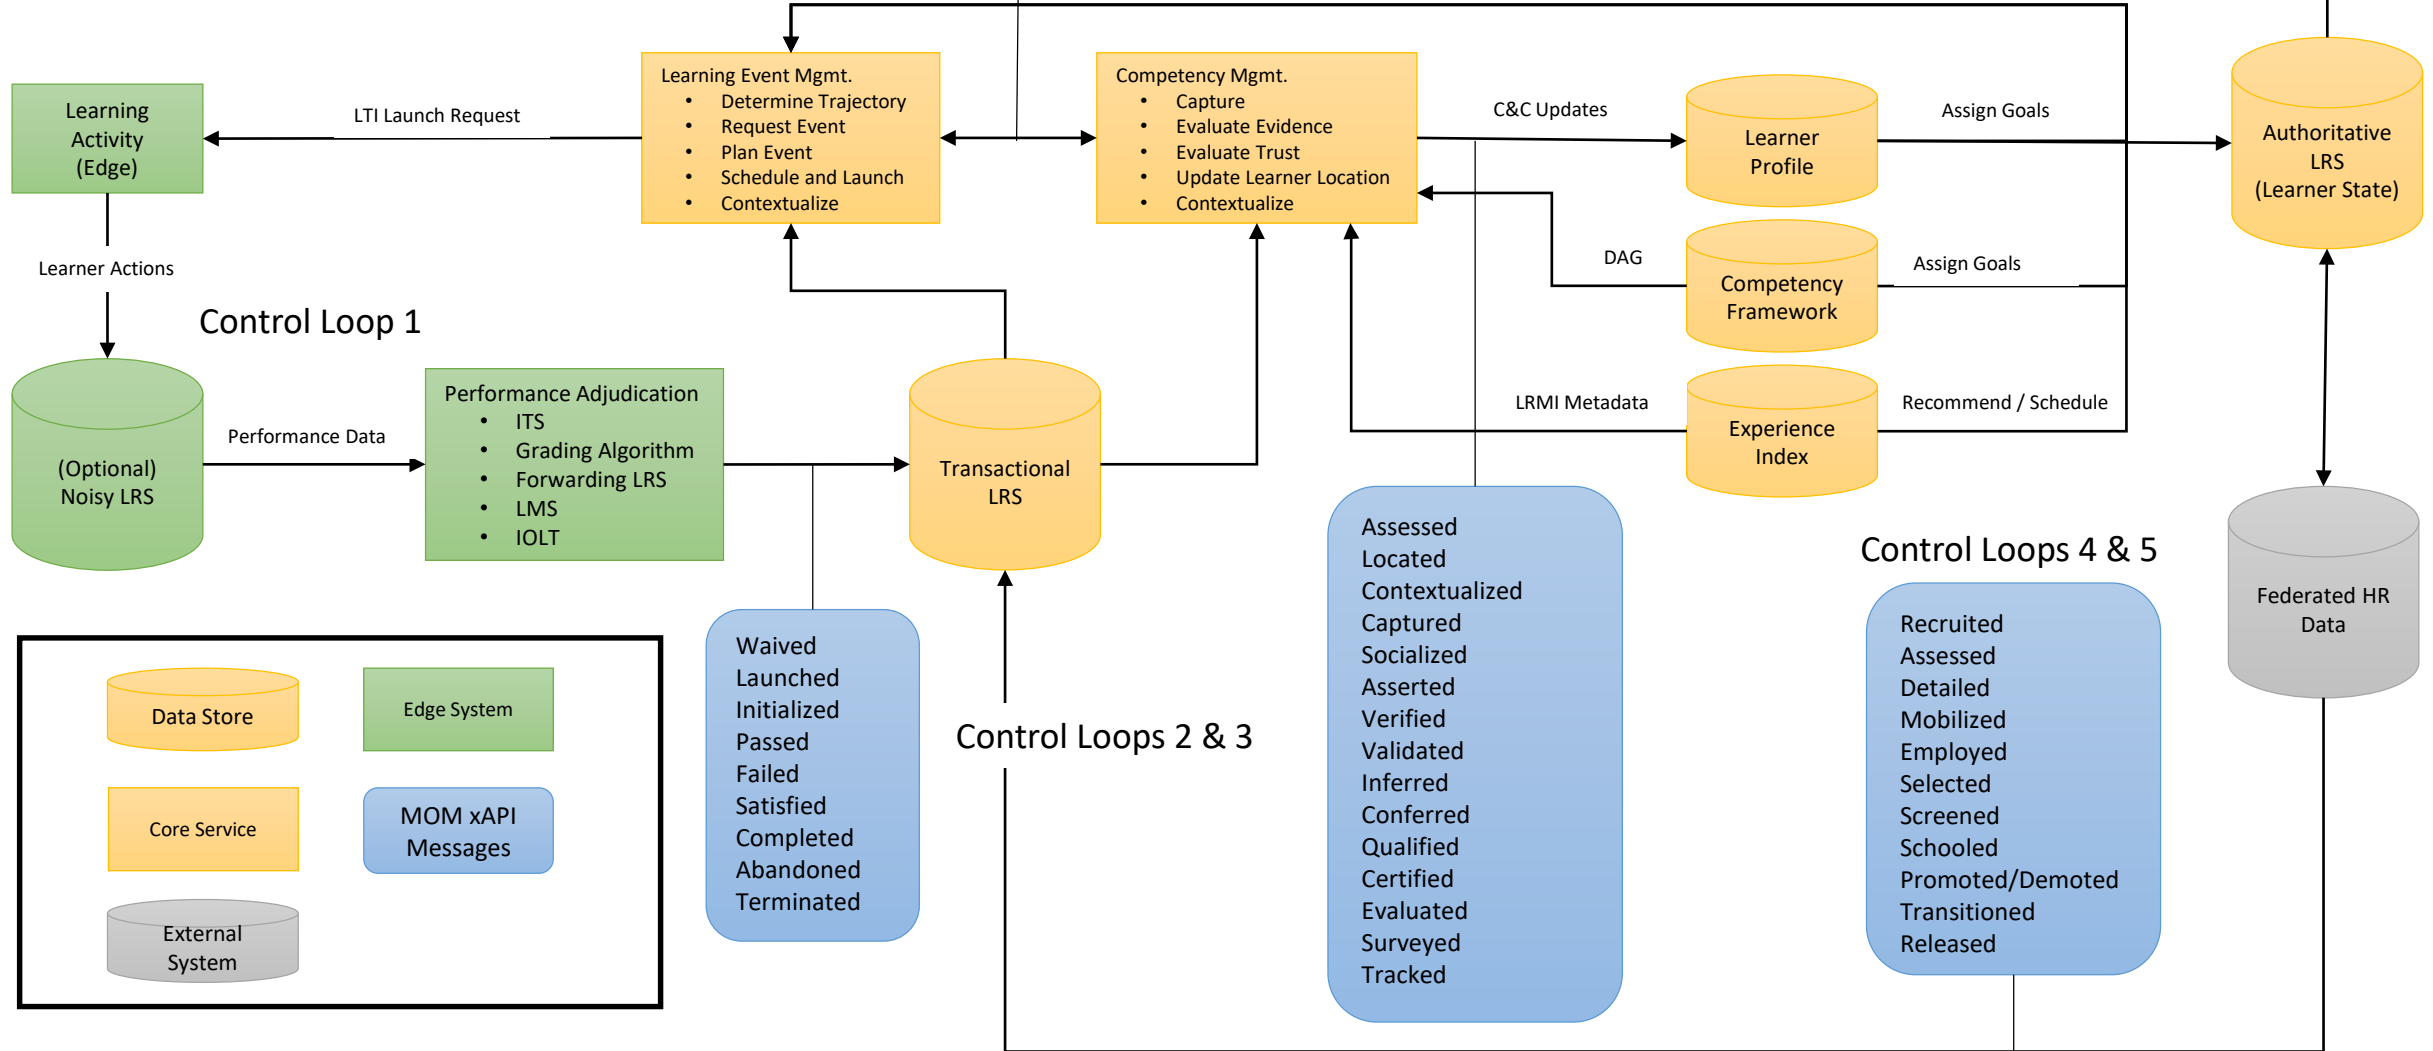 Learning
Activity
(Edge)
LTI Launch Request
Learning Event Mgmt.
• Determine Trajectory
• Request Event
• Plan Event
• Schedule and Launch
• Contextualize
Competency Mgmt.
• Capture
• Evaluate Evidence
• Evaluate Trust
• Update Learner Location
• Contextualize
C&C Updates
Learner
Profile
Assign Goals
Authoritative
LRS
(Learner State)
Learner Actions
DAG
Competency
Framework
Assign Goals
Control Loop 1
(Optional)
Noisy LRS
Performance Data
Performance Adjudication
• ITS
• Grading Algorithm
• Forwarding LRS
• LMS
• IOLT
Transactional
LRS
LRMI Metadata
Experience
Index
Recommend / Schedule
Federated HR
Data
Waived
Launched
Initialized
Passed
Failed
Satisfied
Completed
Abandoned
Terminated
Control Loops 2 & 3
Assessed
Located
Contextualized
Captured
Socialized
Asserted
Verified
Validated
Inferred
Conferred
Qualified
Certified
Evaluated
Surveyed
Tracked
Control Loops 4 & 5
Recruited
Assessed
Detailed
Mobilized
Employed
Selected
Screened
Schooled
Promoted/Demoted
Transitioned
Released
Data Store
Edge System
Core Service
MOM xAPI
Messages
External
System